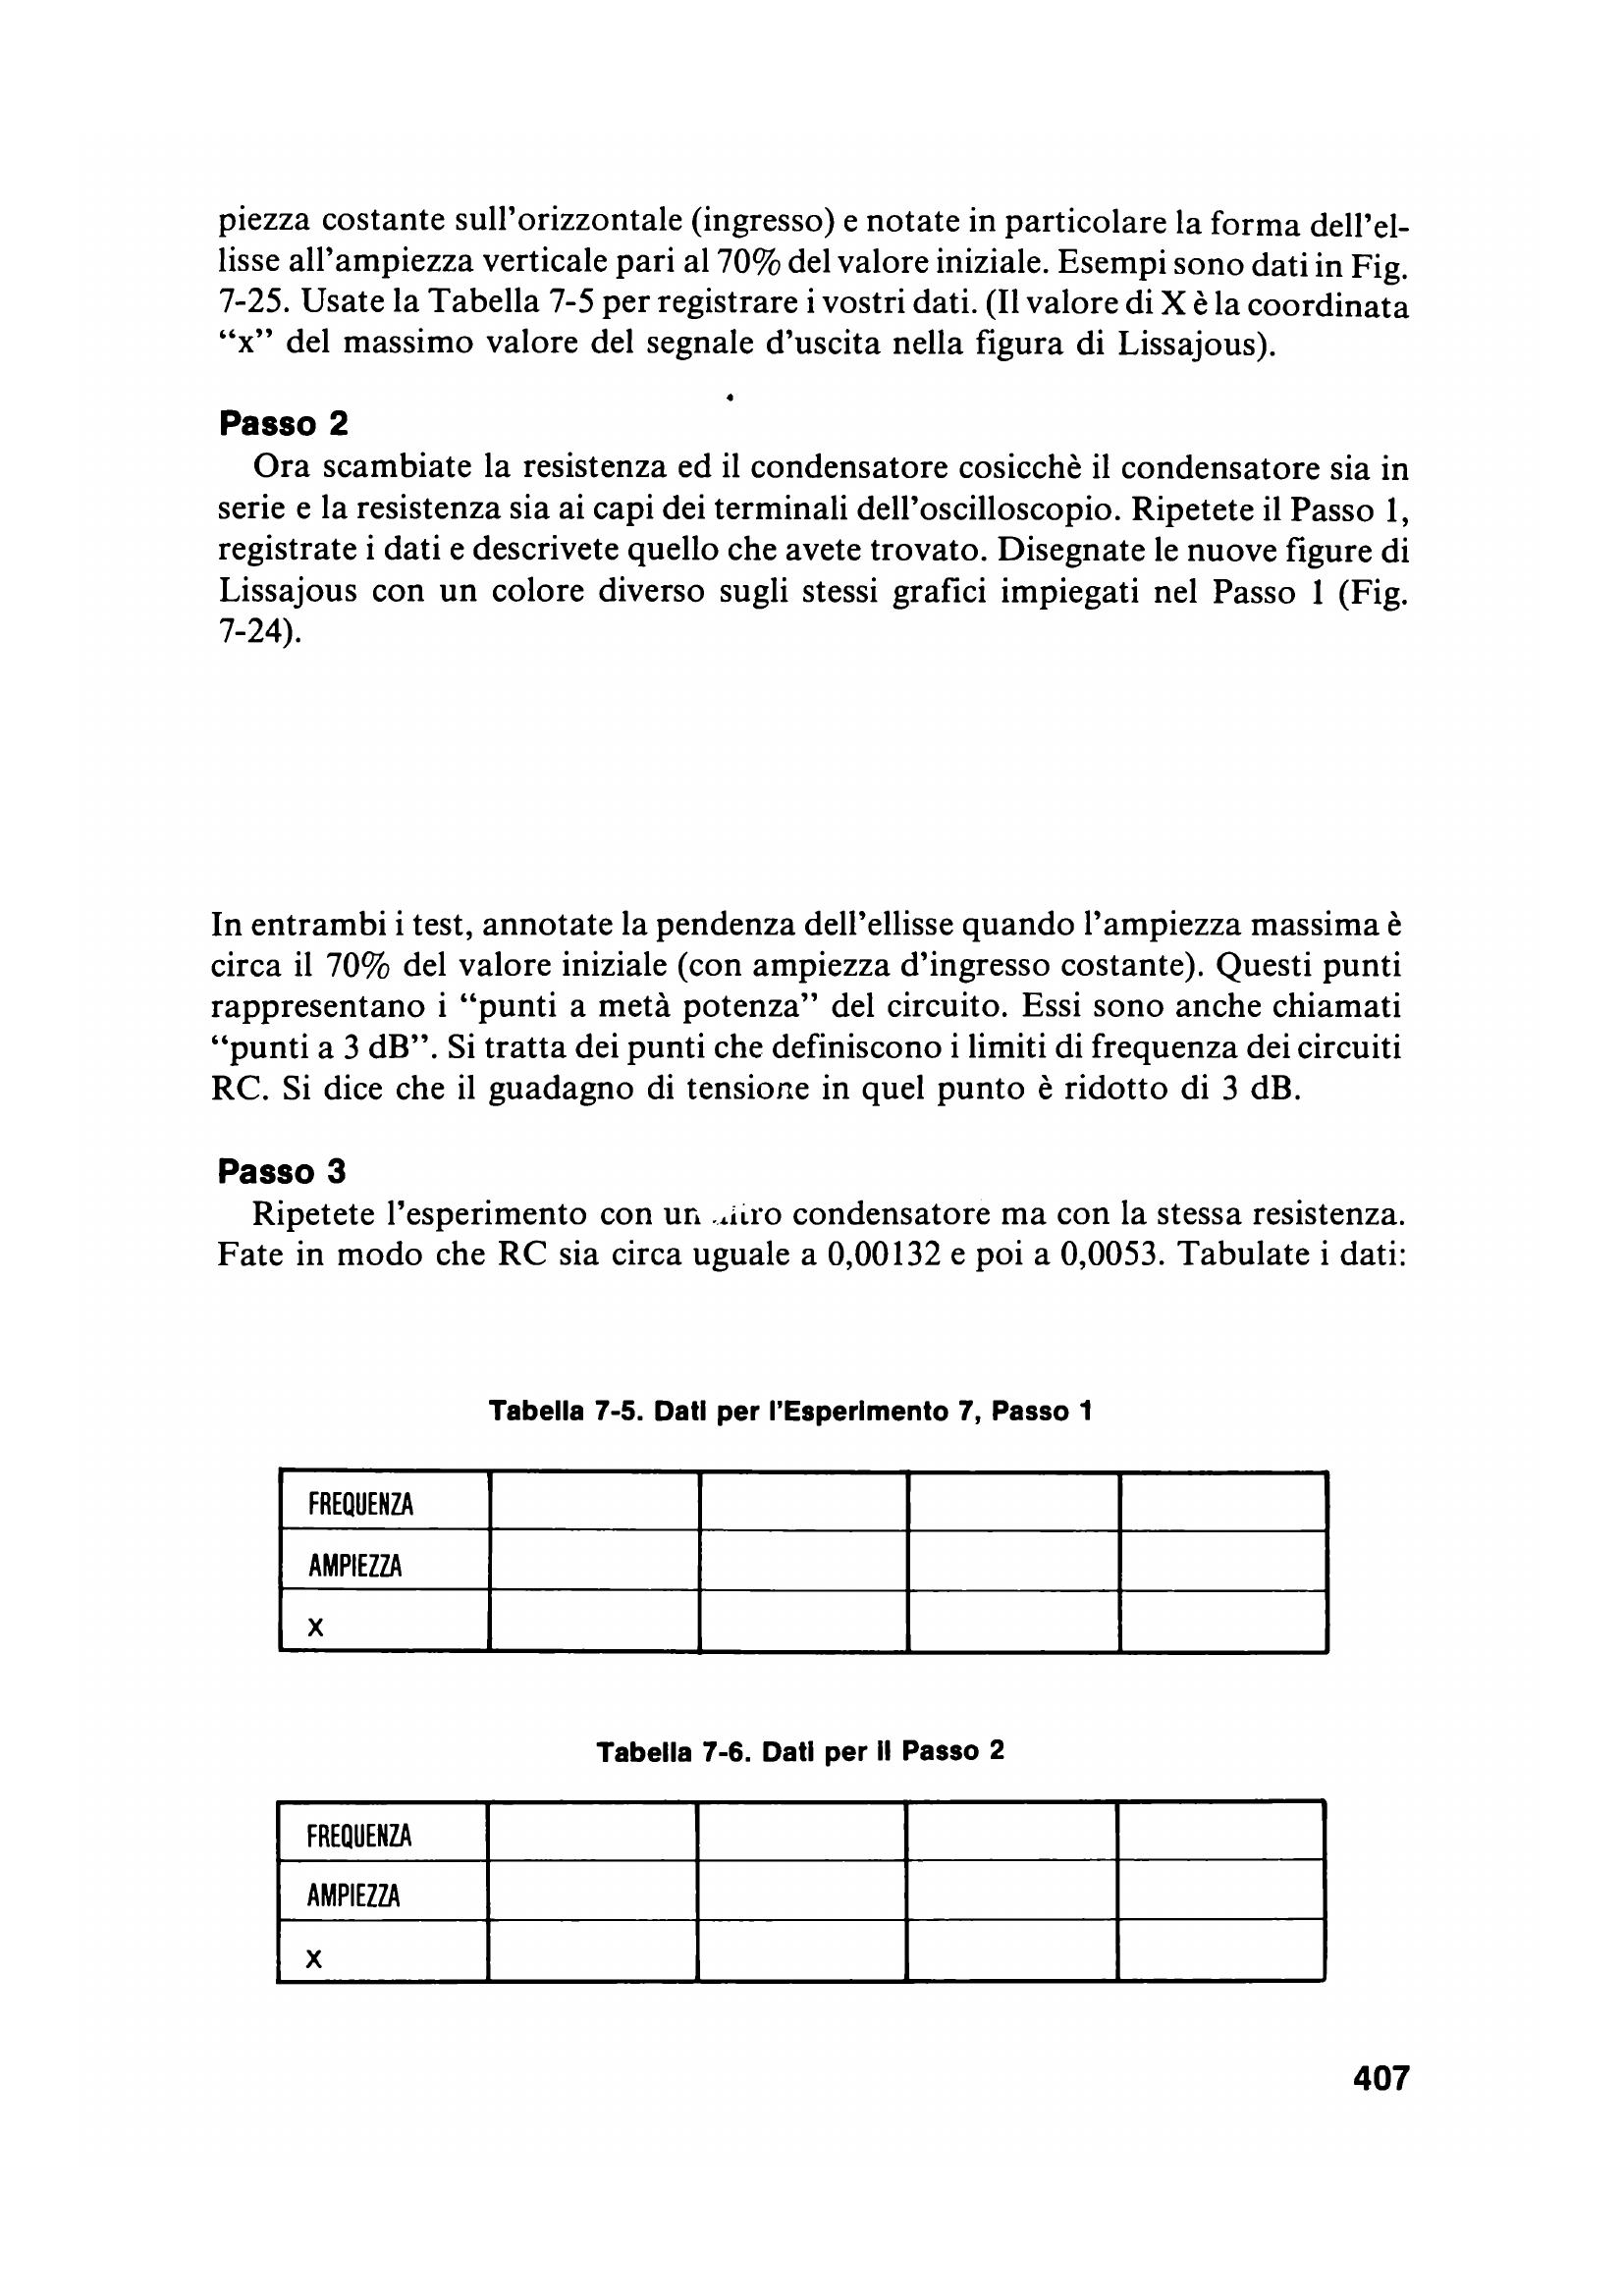 piezza costante sull'orizzontale (ingresso) e notate in particolare la forma dell'el-
lisse all'ampiezza verticale pari al 70% del valore iniziale. Esempi sono dati in Fig.
7-25. Usate la Tabella 7-5 per registrare i vostri dati. (Il valore di X è la coordinata
“x” del massimo valore del segnale d'uscita nella figura di Lissajous).
Passo 2
Ora scambiate la resistenza ed il condensatore cosicchè il condensatore sia in
serie e la resistenza sia ai capi dei terminali dell'oscilloscopio. Ripetete il Passo 1,
registrate i dati e descrivete quello che avete trovato. Disegnate le nuove figure di
Lissajous con un colore diverso sugli stessi grafici impiegati nel Passo 1 (Fig.
7-24).
In entrambi i test, annotate la pendenza dell'ellisse quando l'ampiezza massima è
circa il 70% del valore iniziale (con ampiezza d'ingresso costante). Questi punti
rappresentano i “punti a metà potenza” del circuito. Essi sono anche chiamati
“punti a 3 dB”. Si tratta dei punti che definiscono i limiti di frequenza dei circuiti
RC. Si dice che il guadagno di tensione in quel punto è ridotto di 3 dB.
Passo 3
Ripetete l'esperimento con un condensatore ma con la stessa resistenza.
Fate in modo che RC sia circa uguale a 0,00132 e poi a 0,0053. Tabulate i dati:
Tabella 7-5. Dati per l'Esperimento 7, Passo 1
FREQUENZA
AMPIEZZA
X
Tabella 7-6. Dati per il Passo 2
FREQUENZA
AMPIEZZA
X
407